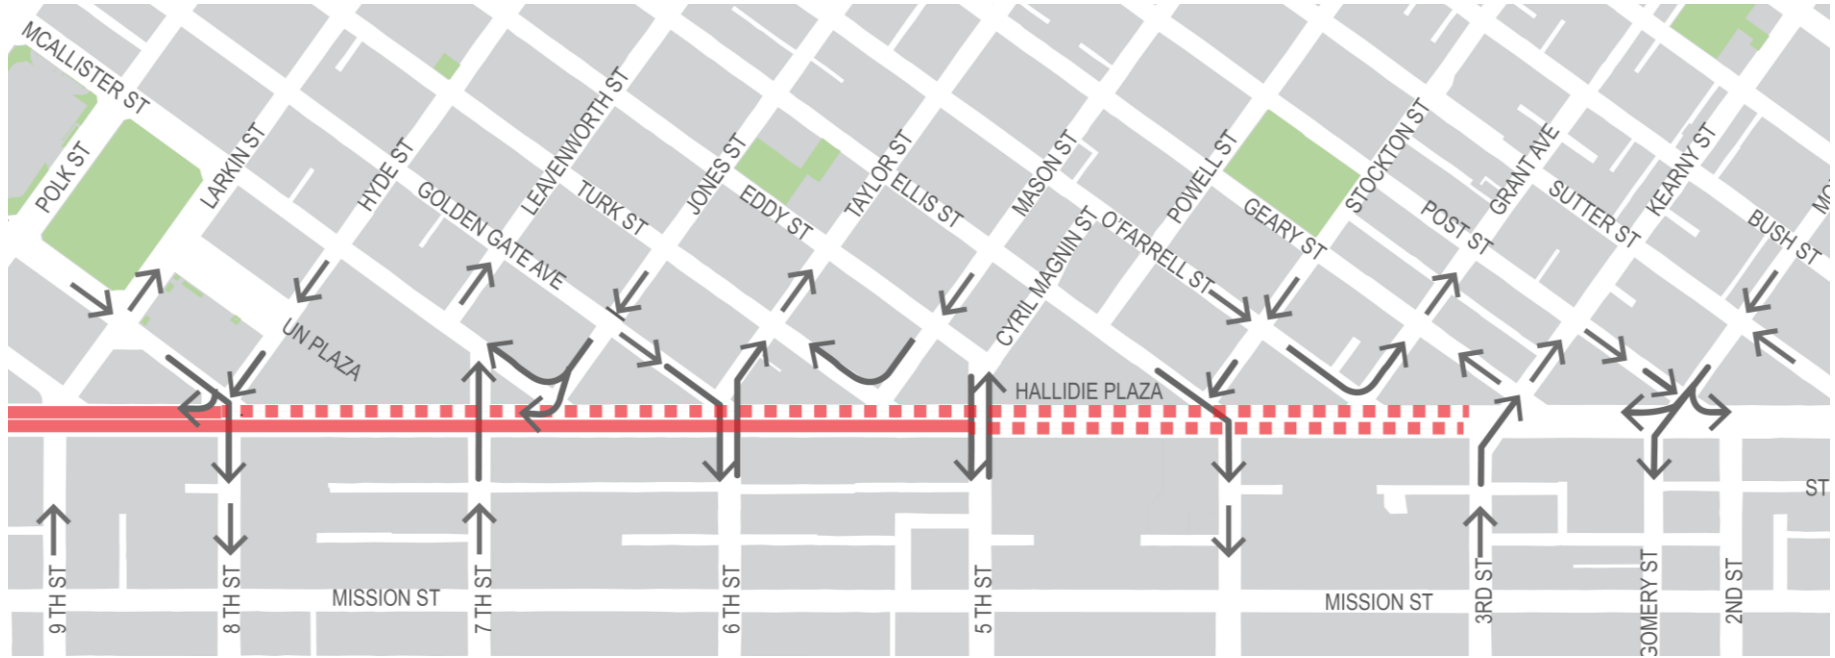 MCALLISTER ST
POLK ST
LARKIN ST
HYDE ST
GOLDEN GATE AVE
LEAVENWORTH ST
TURK ST
JONES ST
EDDY ST
TAYLOR ST
ELLIS ST
MASON ST
CYRIL MAGNIN ST
O'FARRELL ST
POWELL ST
GEARY ST
STOCKTON ST
POST ST
GRANT AVE
SUTTER ST
KEARNY ST
BUSH ST
MO
UN PLAZA
HALLIDIE PLAZA
ST
9 TH ST
8 TH ST
MISSION ST
7 TH ST
6 TH ST
5 TH ST
MISSION ST
3RD ST
GOMERY ST
2ND ST